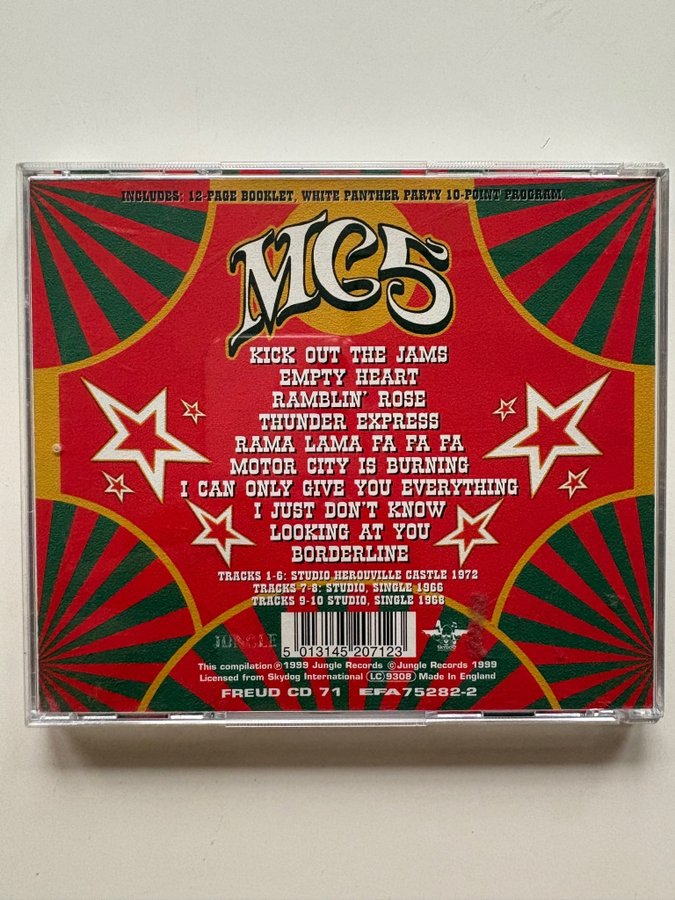 INCLUDES: 12-PAGE BOOKLET, WHITE PANTHER PARTY 10-POINT PROGRAM.
MC5
KICK OUT THE JAMS
EMPTY HEART
RAMBLIN' ROSE
THUNDER EXPRESS
RAMA LAMA FA FA FA
MOTOR CITY IS BURNING
I CAN ONLY GIVE YOU EVERYTHING
I JUST DON'T KNOW
LOOKING AT YOU
BORDERLINE
TRACKS 1-6: STUDIO HEROUVILLE CASTLE 1972
TRACKS 7-8: STUDIO, SINGLE 1966
TRACKS 9-10 STUDIO, SINGLE 1968
JUNGLE
5 013145 207123
SKYDOG
This compilation ℗ 1999 Jungle Records © Jungle Records 1999
Licensed from Skydog International LC 9308 Made In England
FREUD CD 71 EFA75282-2